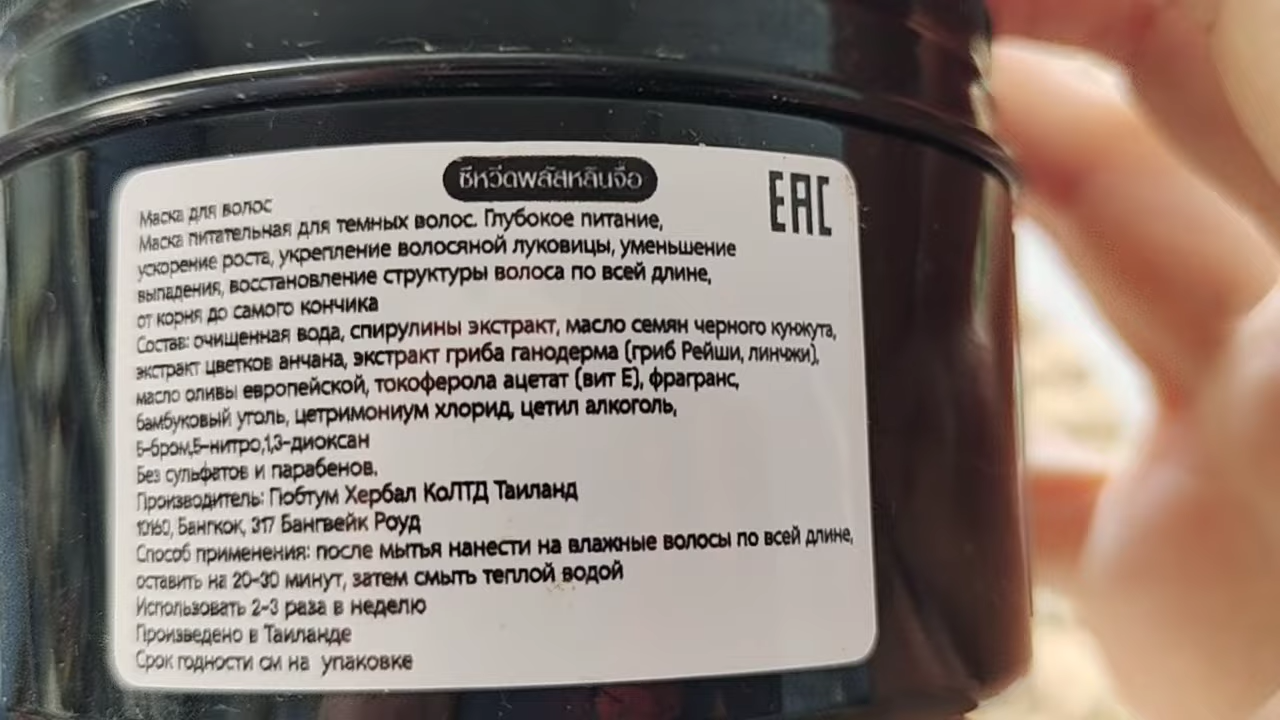 ซีหวีดพลัสหลินจือ
EAC
Маска для волос
Маска питательная для темных волос. Глубокое питание,
ускорение роста, укрепление волосяной луковицы, уменьшение
выпадения, восстановление структуры волоса по всей длине,
от корня до самого кончика
Состав: очищенная вода, спирулины экстракт, масло семян черного кунжута,
экстракт цветков анчана, экстракт гриба ганодерма (гриб Рейши, линчжи),
масло оливы европейской, токоферола ацетат (вит Е), фрагранс,
бамбуковый уголь, цетримониум хлорид, цетил алкоголь,
5-бром,5-нитро,1,3-диоксан
Без сульфатов и парабенов.
Производитель: Побтум Хербал КоЛТД Таиланд
10160, Бангкок, 317 Бангвейк Роуд
Способ применения: после мытья нанести на влажные волосы по всей длине,
оставить на 20-30 минут, затем смыть теплой водой
Использовать 2-3 раза в неделю
Произведено в Таиланде
Срок годности см на упаковке